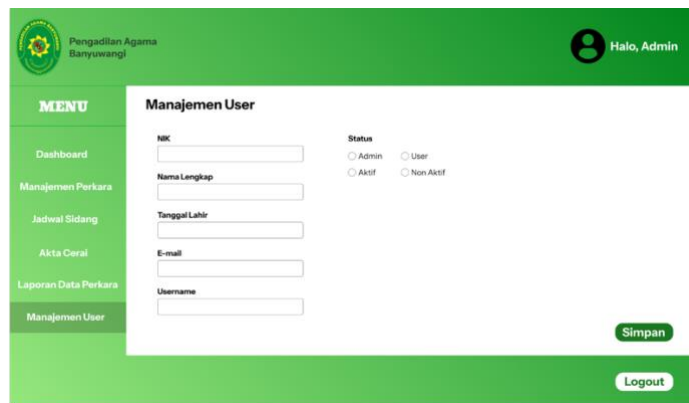 Pengadilan Agama
Banyuwangi
Halo, Admin
MENU
Dashboard
Manajemen Perkara
Jadwal Sidang
Akta Cerai
Laporan Data Perkara
Manajemen User
Manajemen User
NIK
Nama Lengkap
Tanggal Lahir
E-mail
Username
Status
Admin User
Aktif Non Aktif
Simpan
Logout